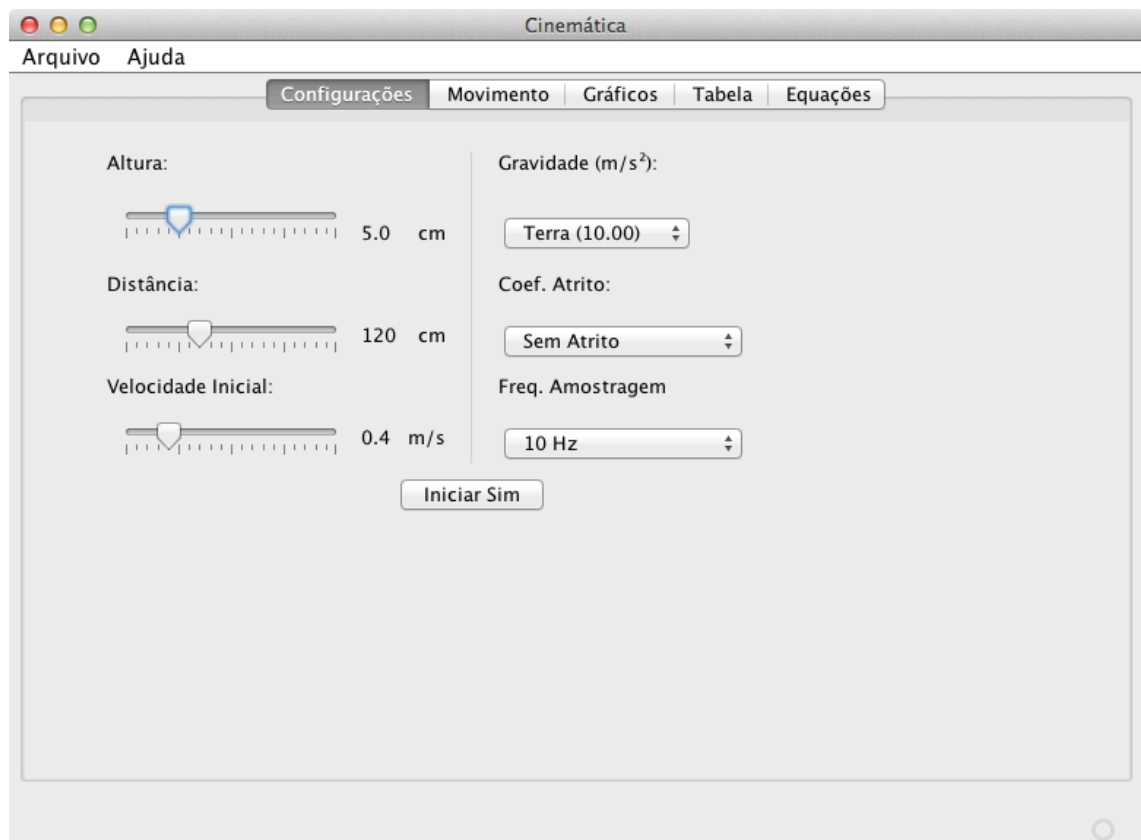 Cinemática
Arquivo Ajuda
Configurações Movimento Gráficos Tabela Equações
Altura:
5.0 cm
Distância:
120 cm
Velocidade Inicial:
0.4 m/s
Gravidade (m/s²):
Terra (10.00)
Coef. Atrito:
Sem Atrito
Freq. Amostragem
10 Hz
Iniciar Sim